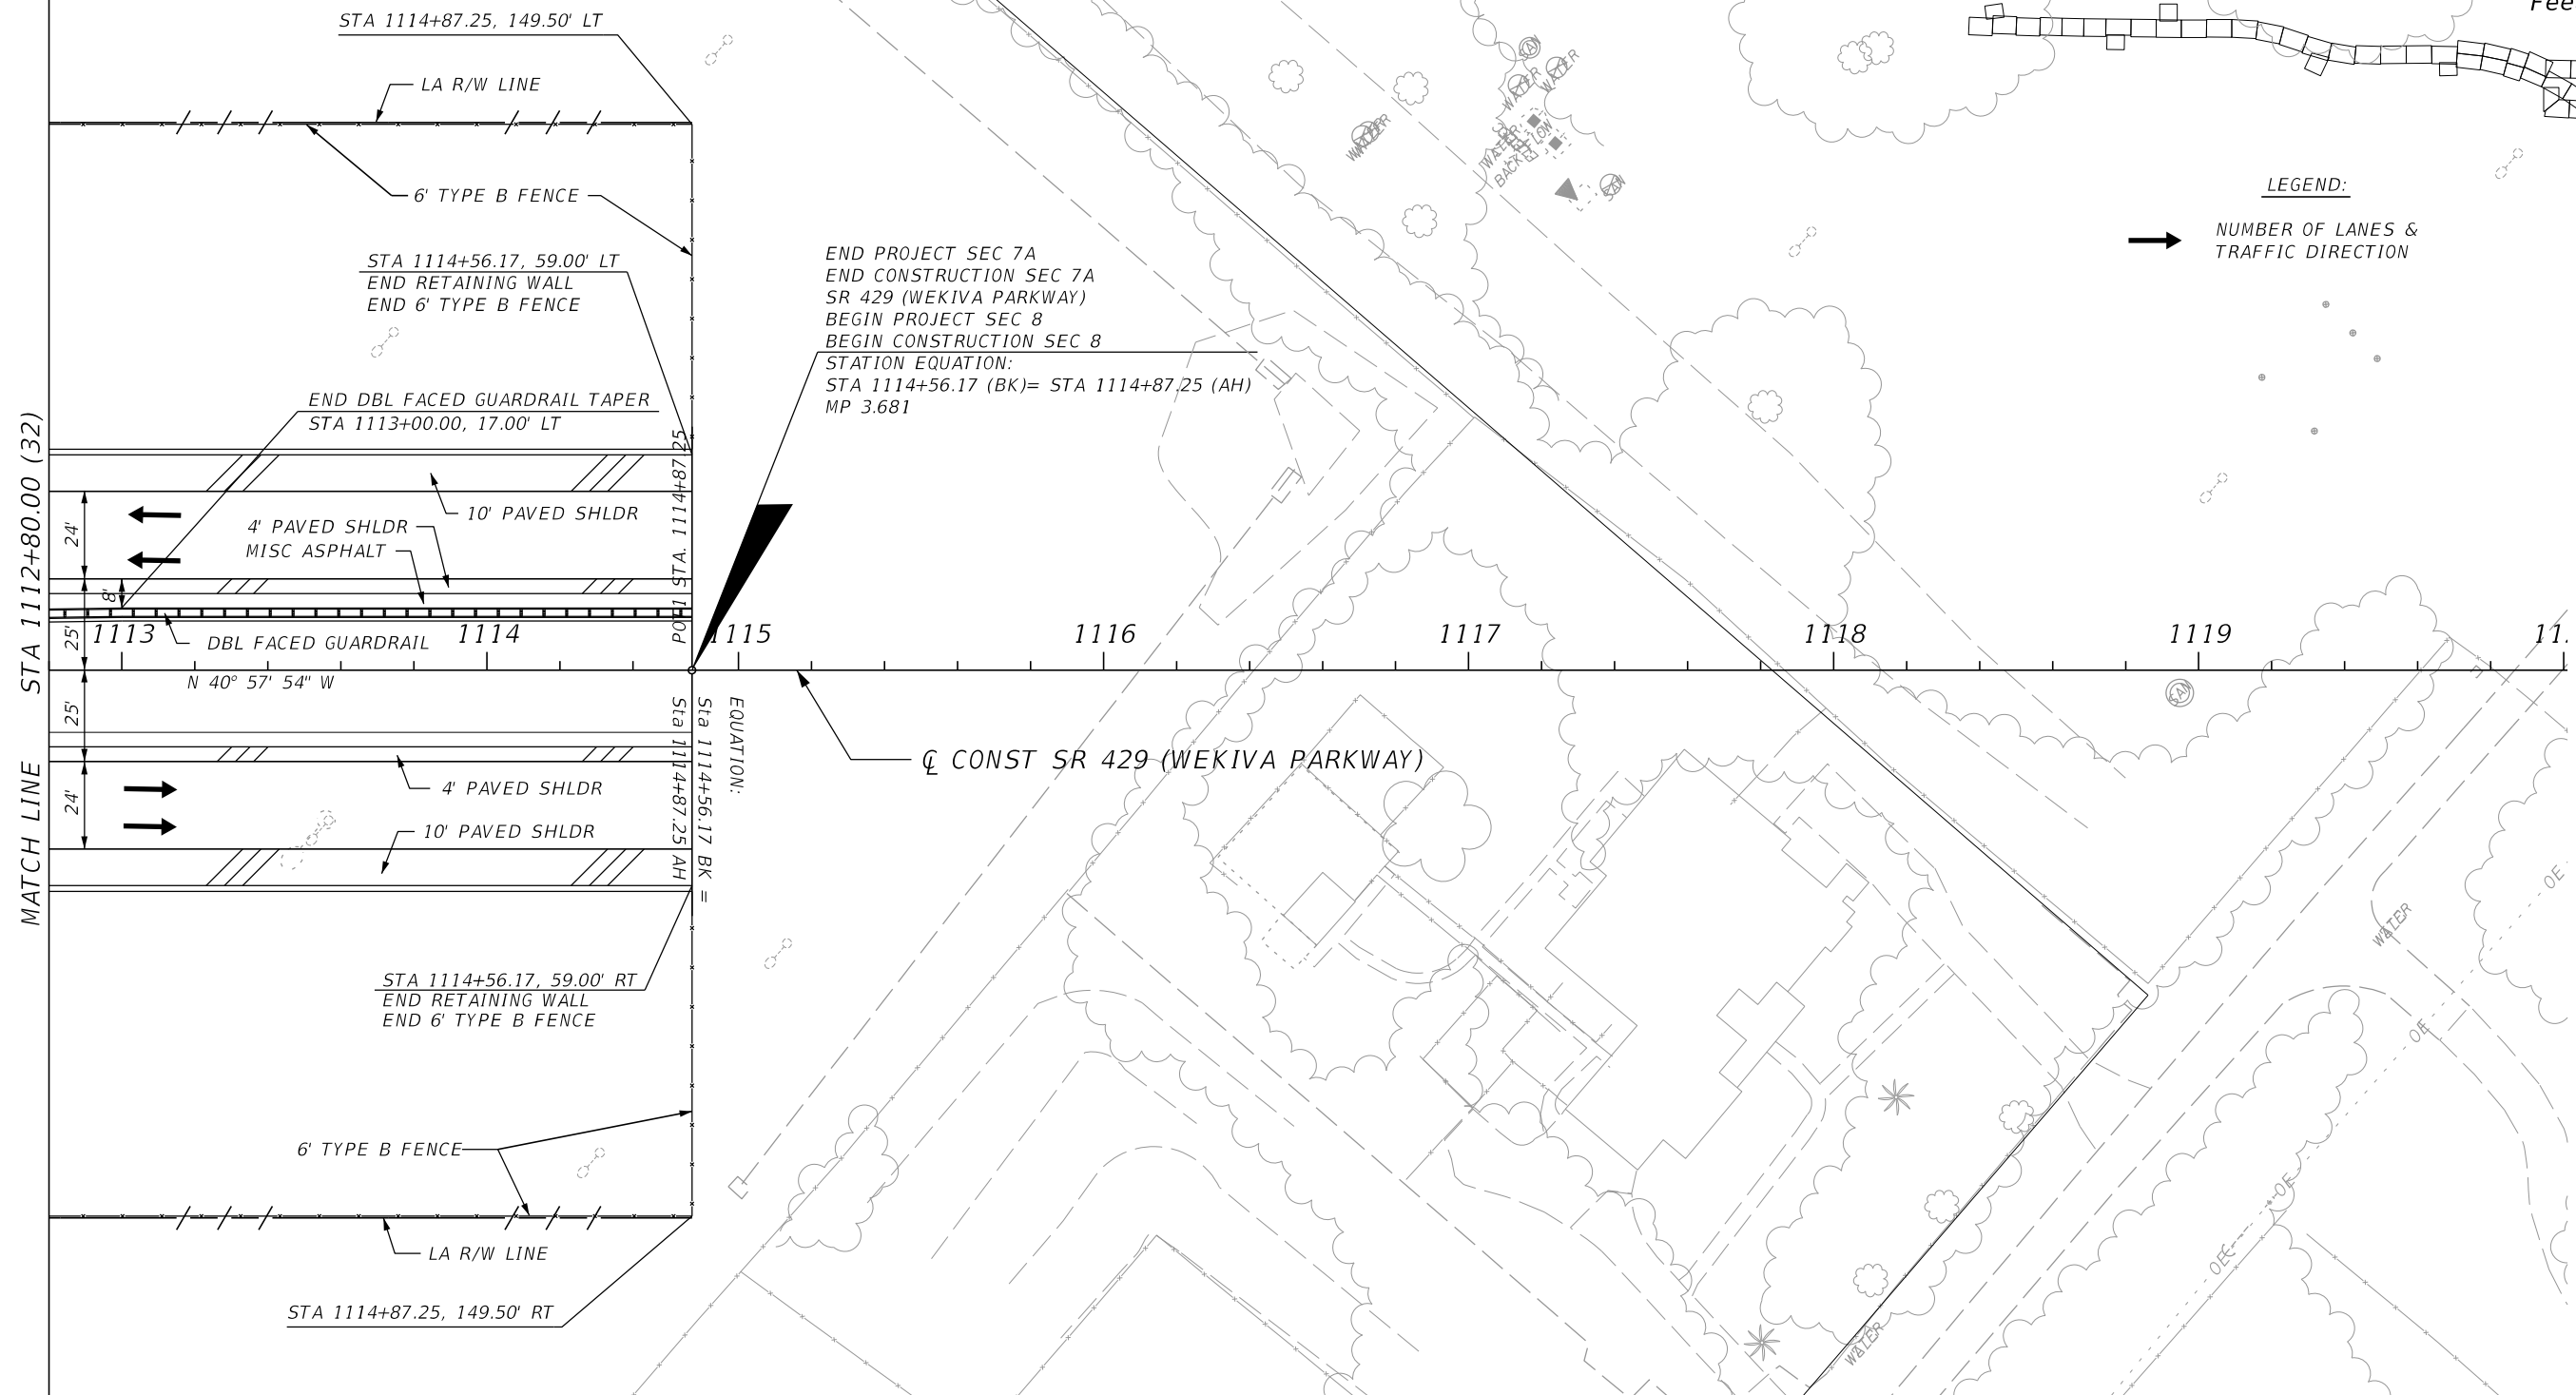 STA 1114+87.25, 149.50' LT
LA R/W LINE
6' TYPE B FENCE
STA 1114+56.17, 59.00' LT
END RETAINING WALL
END 6' TYPE B FENCE
END DBL FACED GUARDRAIL TAPER
STA 1113+00.00, 17.00' LT
10' PAVED SHLDR
4' PAVED SHLDR
MISC ASPHALT
24'
8'
25'
DBL FACED GUARDRAIL
N 40° 57' 54" W
25'
24'
4' PAVED SHLDR
10' PAVED SHLDR
STA 1114+56.17, 59.00' RT
END RETAINING WALL
END 6' TYPE B FENCE
6' TYPE B FENCE
LA R/W LINE
STA 1114+87.25, 149.50' RT
MATCH LINE STA 1112+80.00 (32)
STA. 1114+87.25
EQUATION:
Sta 1114+56.17 BK =
Sta 1114+87.25 AH
END PROJECT SEC 7A
END CONSTRUCTION SEC 7A
SR 429 (WEKIVA PARKWAY)
BEGIN PROJECT SEC 8
BEGIN CONSTRUCTION SEC 8
STATION EQUATION:
STA 1114+56.17 (BK)= STA 1114+87.25 (AH)
MP 3.681
1113
1114
1115
1116
1117
1118
1119
℄ CONST SR 429 (WEKIVA PARKWAY)
Fee
LEGEND:
NUMBER OF LANES &
TRAFFIC DIRECTION
SAN
WATER
WATER
WATER
WATER
BACKFLOW
SAN
SAN
WATER
WATER
OE
OE
OE
OE